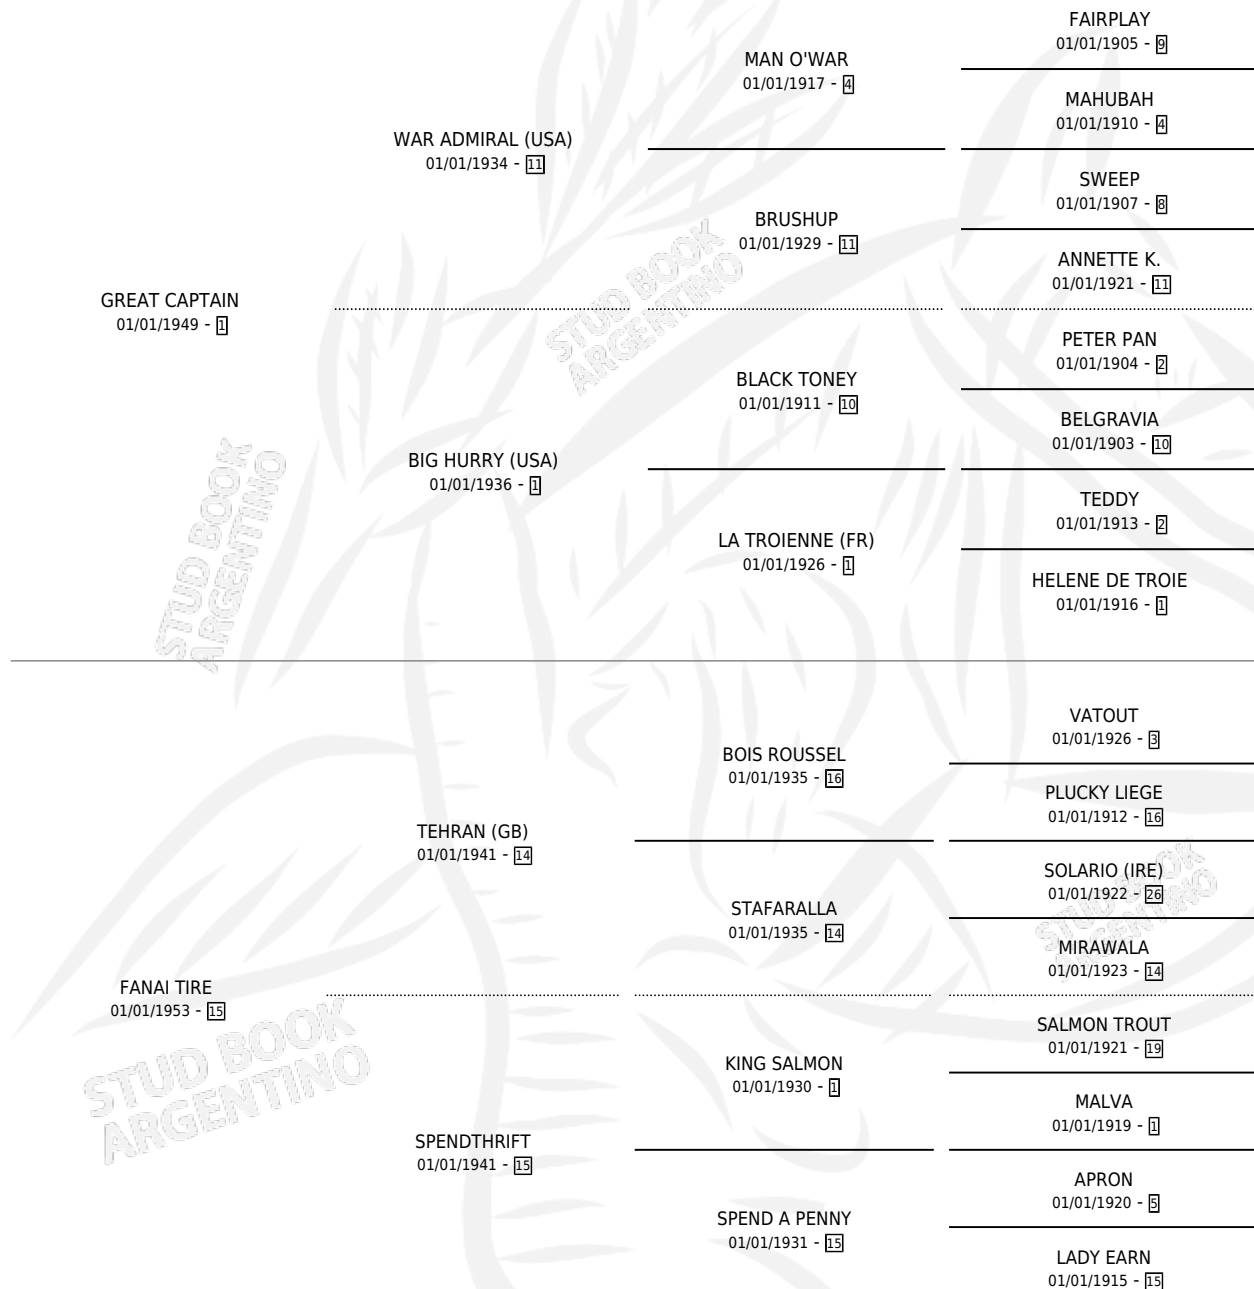 FAIRPLAY
01/01/1905 - 9
MAN O'WAR
01/01/1917 - 4
MAHUBAH
01/01/1910 - 4
WAR ADMIRAL (USA)
01/01/1934 - 11
SWEEP
01/01/1907 - 8
BRUSHUP
01/01/1929 - 11
ANNETTE K.
01/01/1921 - 11
GREAT CAPTAIN
01/01/1949 - 1
PETER PAN
01/01/1904 - 2
BLACK TONEY
01/01/1911 - 10
BELGRAVIA
01/01/1903 - 10
BIG HURRY (USA)
01/01/1936 - 1
TEDDY
01/01/1913 - 2
LA TROIENNE (FR)
01/01/1926 - 1
HELENE DE TROIE
01/01/1916 - 1
VATOUT
01/01/1926 - 3
BOIS ROUSSEL
01/01/1935 - 16
PLUCKY LIEGE
01/01/1912 - 16
TEHRAN (GB)
01/01/1941 - 14
SOLARIO (IRE)
01/01/1922 - 26
STAFARALLA
01/01/1935 - 14
MIRAWALA
01/01/1923 - 14
FANAI TIRE
01/01/1953 - 15
SALMON TROUT
01/01/1921 - 19
KING SALMON
01/01/1930 - 1
MALVA
01/01/1919 - 1
SPENDTHRIFT
01/01/1941 - 15
APRON
01/01/1920 - 5
SPEND A PENNY
01/01/1931 - 15
LADY EARN
01/01/1915 - 15
STUD BOOK
ARGENTINO
STUD BOOK
ARGENTINO
STUD BOOK
ARGENTINO
STUD BOOK
ARGENTINO